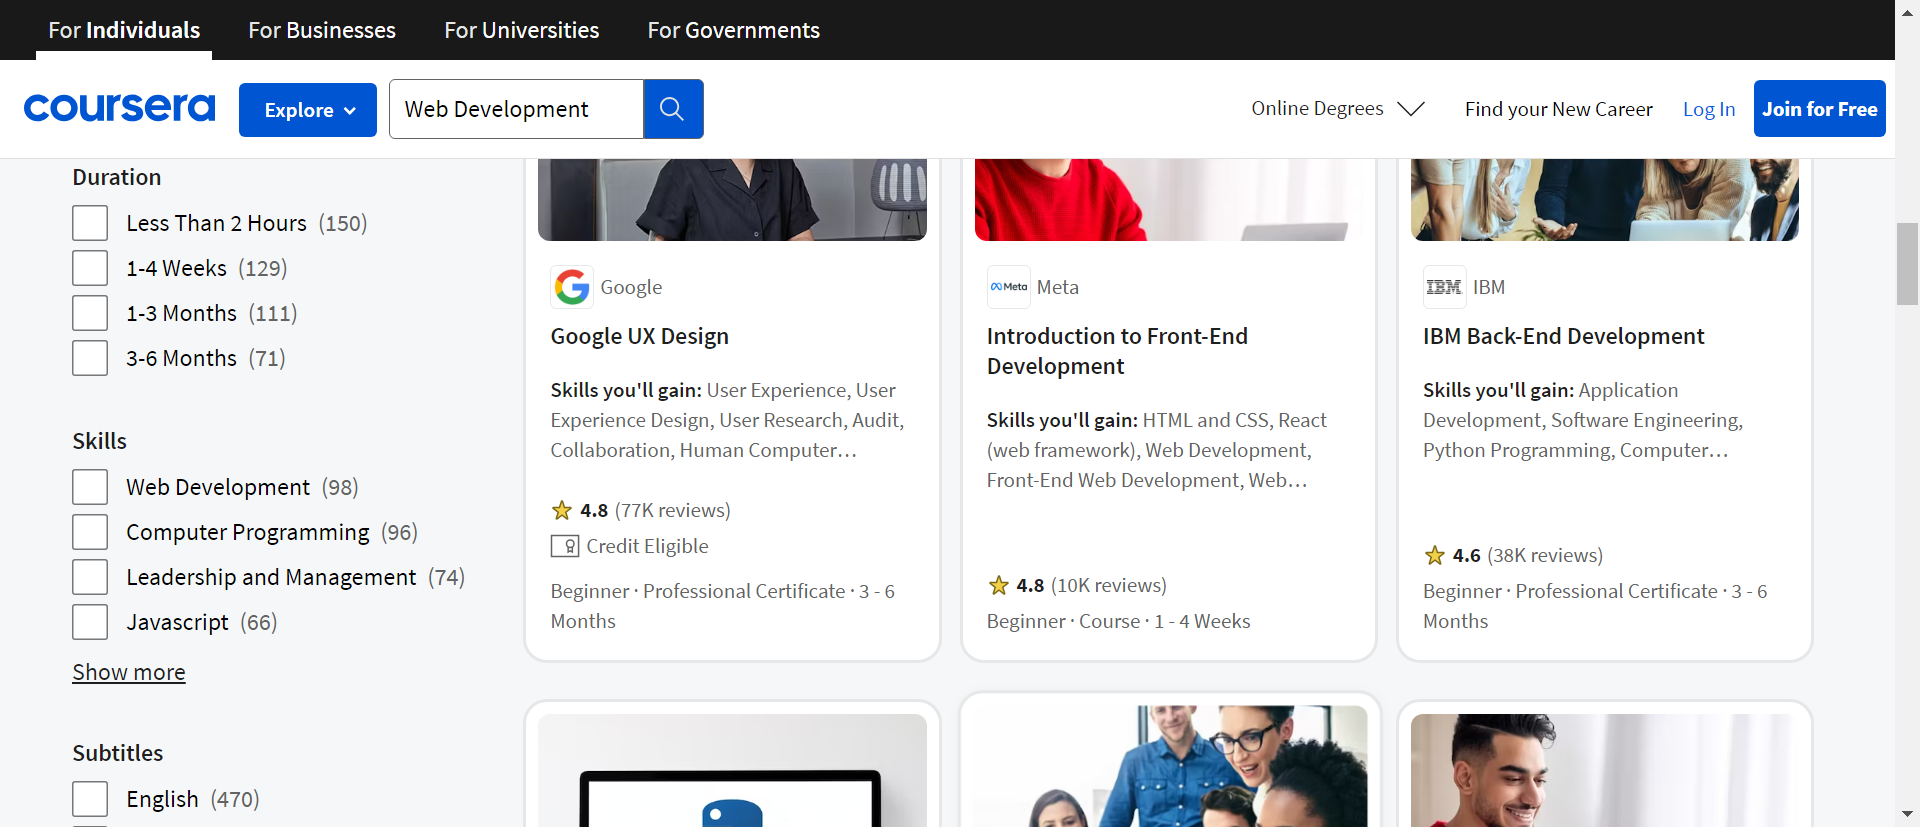 For Individuals
For Businesses
For Universities
For Governments
coursera
Explore
Web Development
Online Degrees
Find your New Career
Log In
Join for Free
Duration
Less Than 2 Hours (150)
1-4 Weeks (129)
1-3 Months (111)
3-6 Months (71)
Skills
Web Development (98)
Computer Programming (96)
Leadership and Management (74)
Javascript (66)
Show more
Subtitles
English (470)
Google
Google UX Design
Skills you'll gain: User Experience, User
Experience Design, User Research, Audit,
Collaboration, Human Computer…
4.8 (77K reviews)
Credit Eligible
Beginner · Professional Certificate · 3 - 6
Months
Meta
Meta
Introduction to Front-End
Development
Skills you'll gain: HTML and CSS, React
(web framework), Web Development,
Front-End Web Development, Web…
4.8 (10K reviews)
Beginner · Course · 1 - 4 Weeks
IBM
IBM
IBM Back-End Development
Skills you'll gain: Application
Development, Software Engineering,
Python Programming, Computer…
4.6 (38K reviews)
Beginner · Professional Certificate · 3 - 6
Months